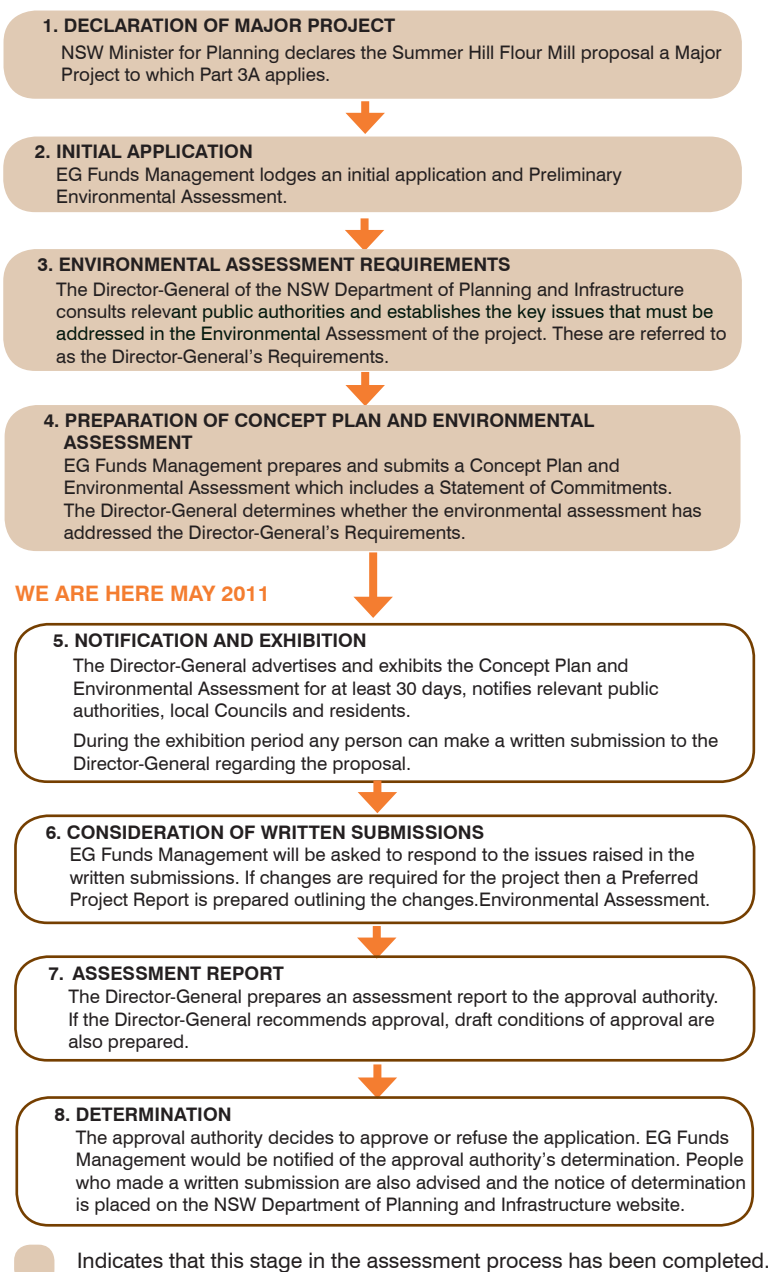 1. DECLARATION OF MAJOR PROJECT
NSW Minister for Planning declares the Summer Hill Flour Mill proposal a Major
Project to which Part 3A applies.
2. INITIAL APPLICATION
EG Funds Management lodges an initial application and Preliminary
Environmental Assessment.
3. ENVIRONMENTAL ASSESSMENT REQUIREMENTS
The Director-General of the NSW Department of Planning and Infrastructure
consults relevant public authorities and establishes the key issues that must be
addressed in the Environmental Assessment of the project. These are referred to
as the Director-General's Requirements.
4. PREPARATION OF CONCEPT PLAN AND ENVIRONMENTAL
ASSESSMENT
EG Funds Management prepares and submits a Concept Plan and
Environmental Assessment which includes a Statement of Commitments.
The Director-General determines whether the environmental assessment has
addressed the Director-General's Requirements.
WE ARE HERE MAY 2011
5. NOTIFICATION AND EXHIBITION
The Director-General advertises and exhibits the Concept Plan and
Environmental Assessment for at least 30 days, notifies relevant public
authorities, local Councils and residents.
During the exhibition period any person can make a written submission to the
Director-General regarding the proposal.
6. CONSIDERATION OF WRITTEN SUBMISSIONS
EG Funds Management will be asked to respond to the issues raised in the
written submissions. If changes are required for the project then a Preferred
Project Report is prepared outlining the changes.Environmental Assessment.
7. ASSESSMENT REPORT
The Director-General prepares an assessment report to the approval authority.
If the Director-General recommends approval, draft conditions of approval are
also prepared.
8. DETERMINATION
The approval authority decides to approve or refuse the application. EG Funds
Management would be notified of the approval authority's determination. People
who made a written submission are also advised and the notice of determination
is placed on the NSW Department of Planning and Infrastructure website.
Indicates that this stage in the assessment process has been completed.